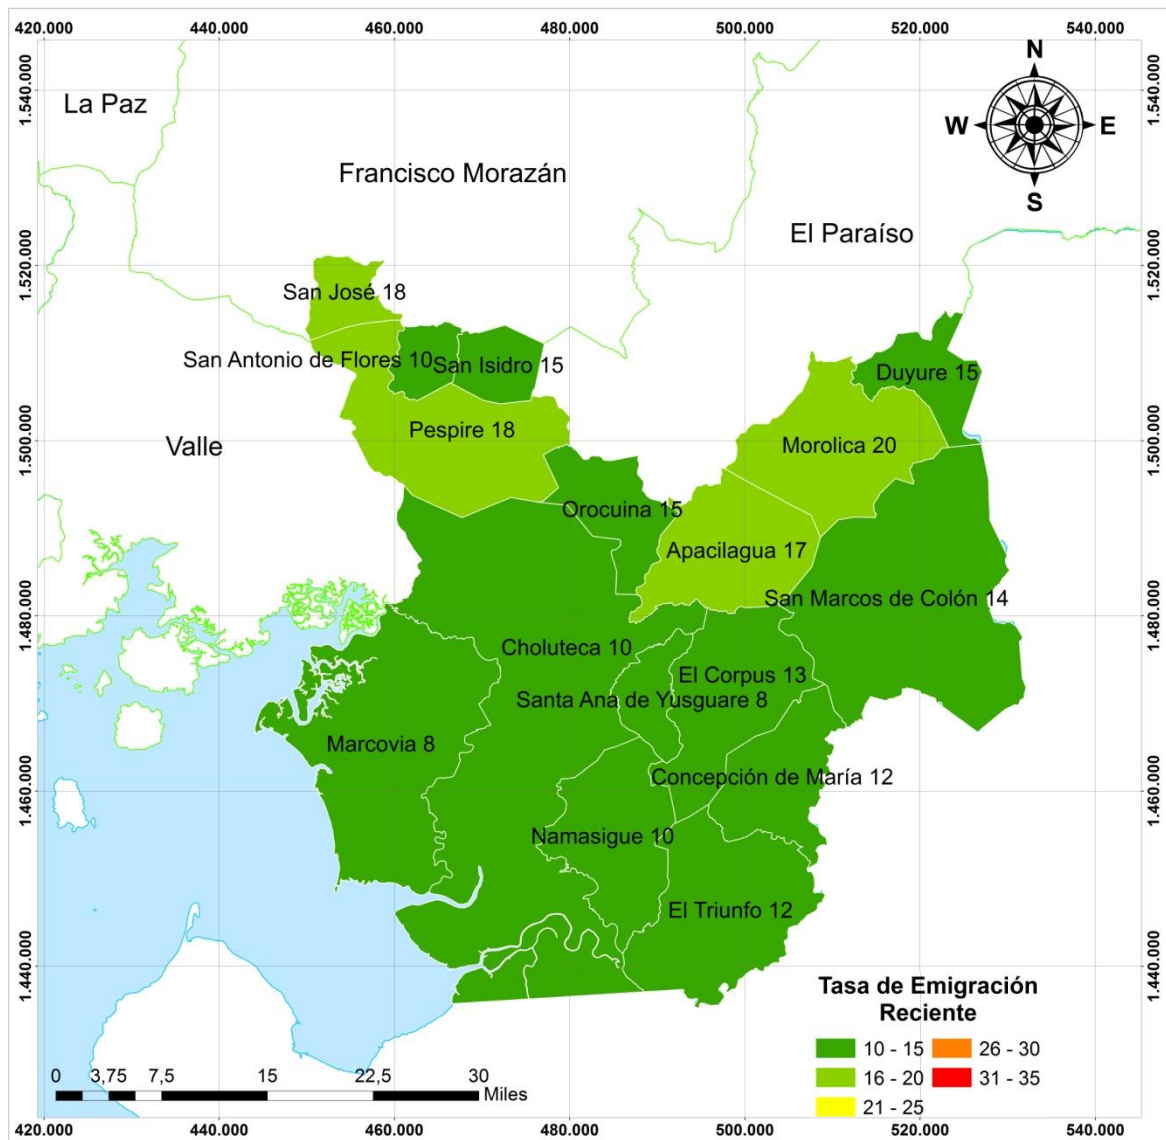 420.000 440.000 460.000 480.000 500.000 520.000 540.000
N
W E
S
1.540.000 1.540.000
La Paz
Francisco Morazán
El Paraíso
1.520.000 1.520.000
San José 18
San Antonio de Flores 10
San Isidro 15
Duyure 15
Pespire 18
Valle
Morolica 20
1.500.000 1.500.000
Orocuina 15
Apacilagua 17
San Marcos de Colón 14
1.480.000 1.480.000
Choluteca 10
El Corpus 13
Santa Ana de Yusguare 8
Marcovia 8
Concepción de María 12
1.460.000 1.460.000
Namasigue 10
El Triunfo 12
1.440.000 1.440.000
Tasa de Emigración
Reciente
10 - 15 26 - 30
16 - 20 31 - 35
21 - 25
0 3,75 7,5 15 22,5 30
Miles
420.000 440.000 460.000 480.000 500.000 520.000 540.000